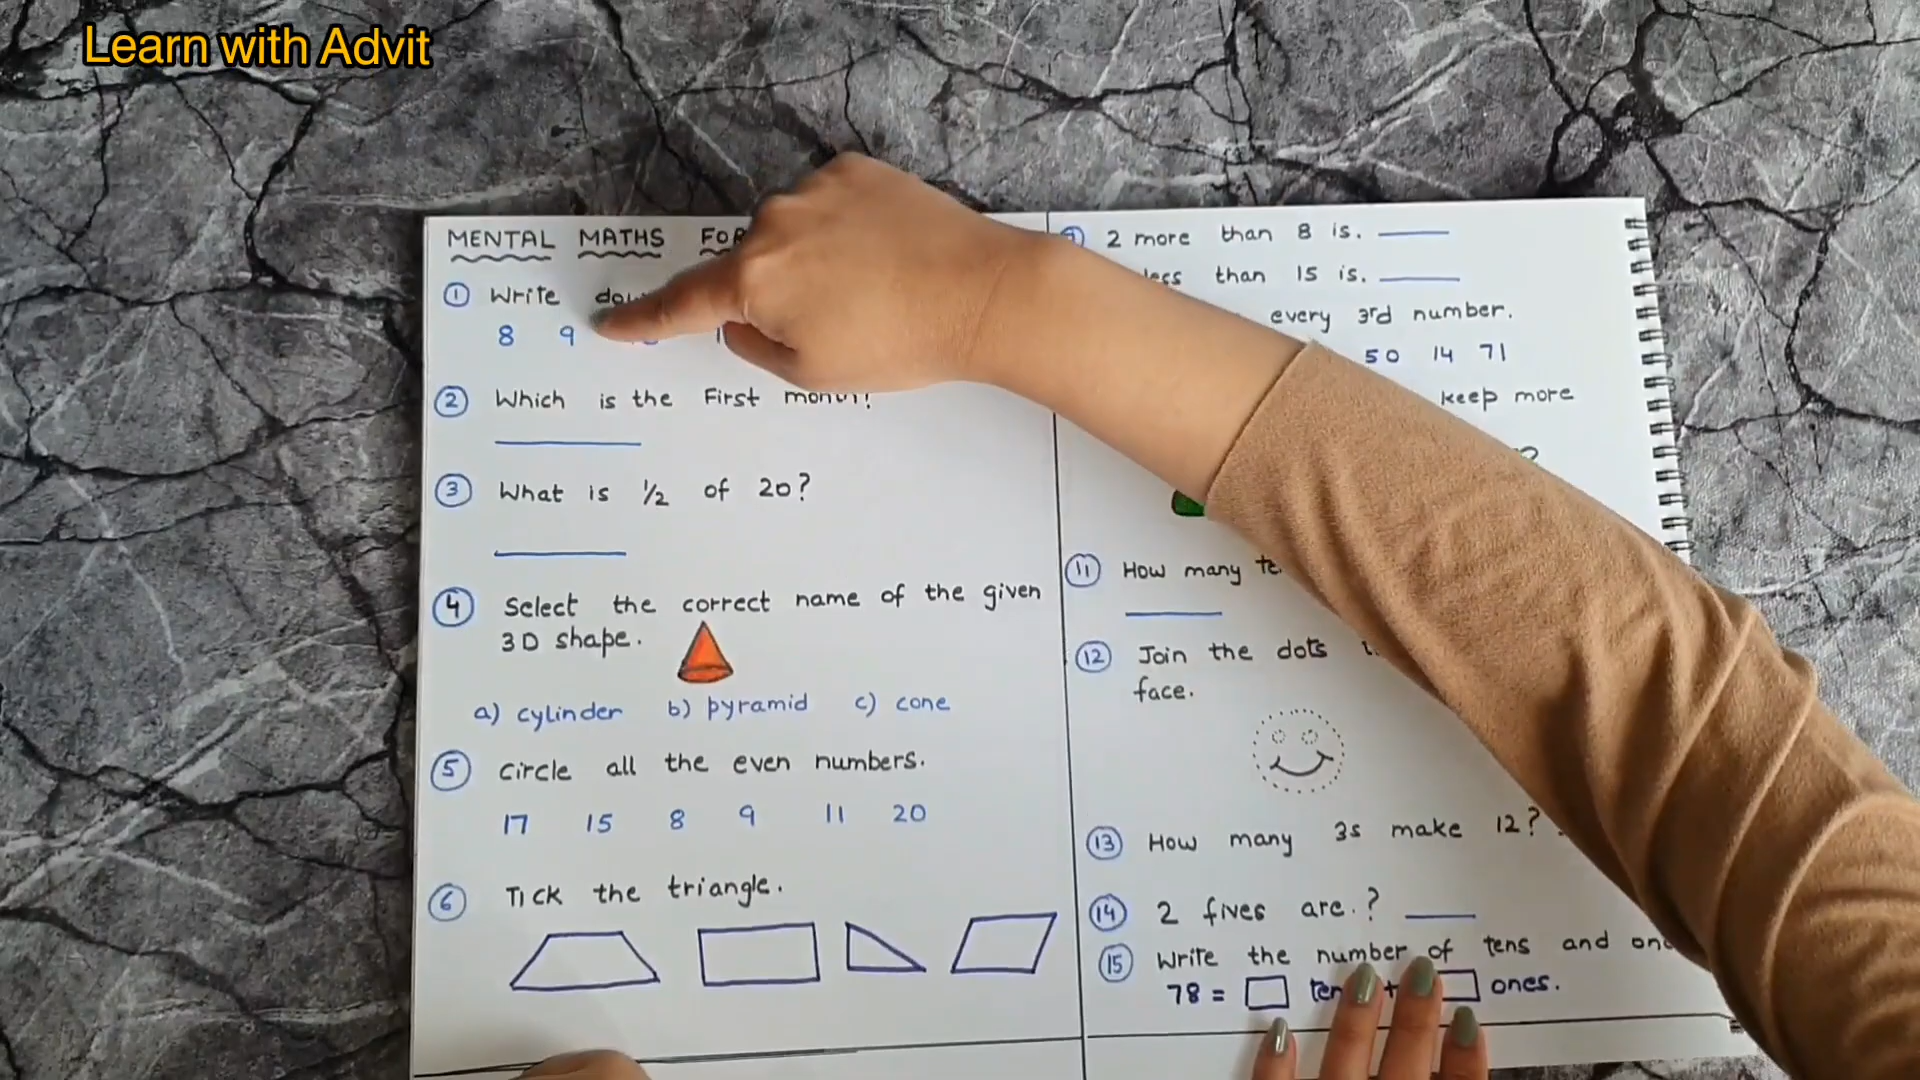 Learn with Advit
MENTAL MATHS FOR
① Write
8 9
② Which is the First month?
③ What is ½ of 20?
④ Select the correct name of the given
3D shape.
a) cylinder b) pyramid c) cone
⑤ circle all the even numbers.
17 15 8 9 11 20
⑥ Tick the triangle.
2 more than 8 is.
less than 15 is.
every 3rd number.
50 14 71
keep more
⑪ How many
⑫ Join the dots
face.
⑬ How many 3s make 12?
⑭ 2 fives are.?
⑮ Write the number of tens and
78 = ones.